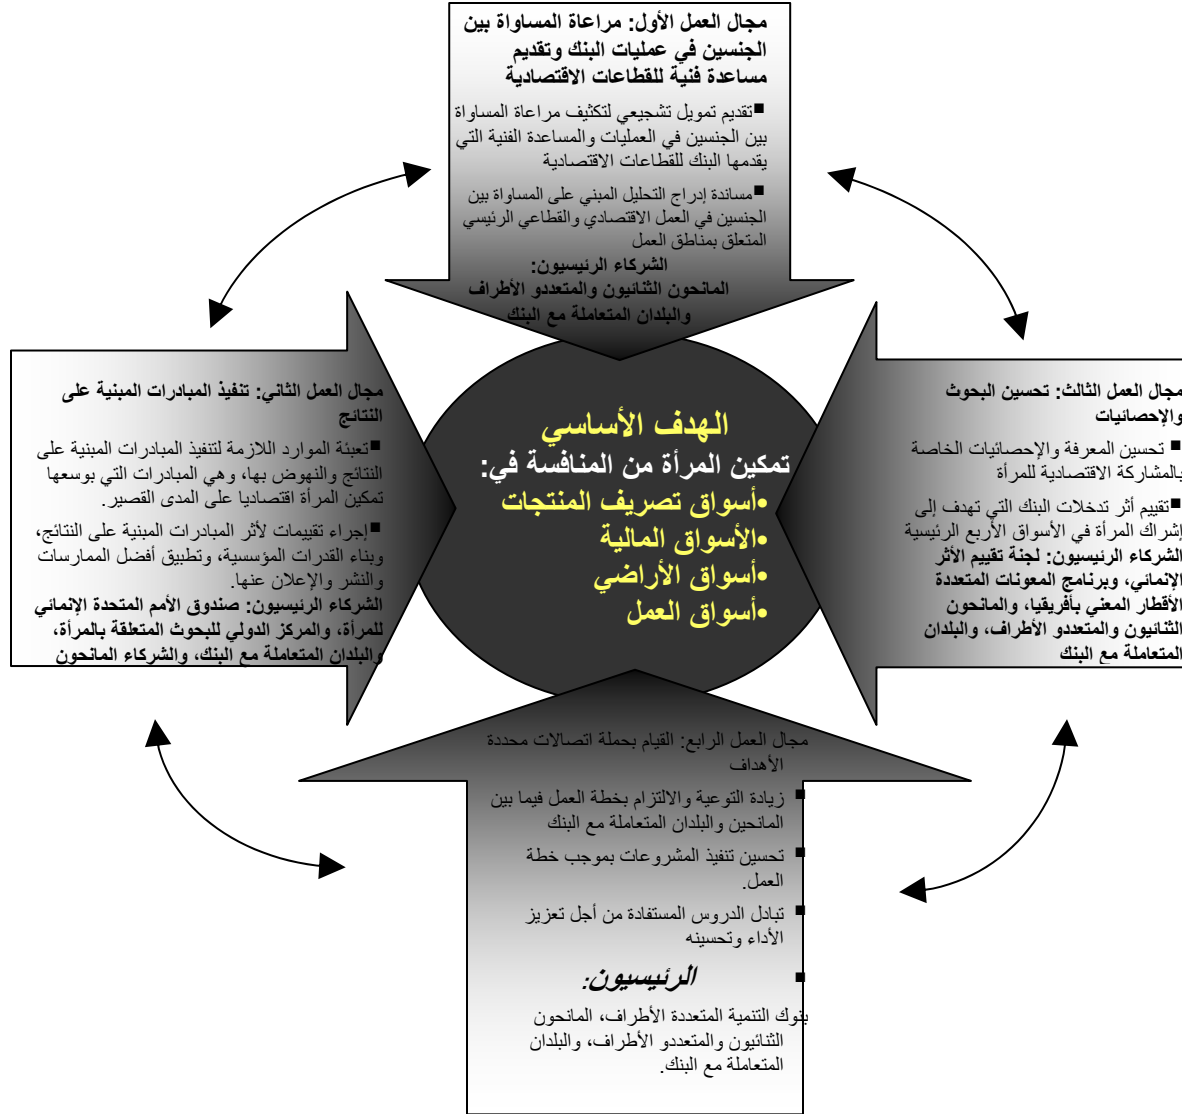 مجال العمل الأول: مراعاة المساواة بين
الجنسين في عمليات البنك وتقديم
مساعدة فنية للقطاعات الاقتصادية
■تقديم تمويل تشجيعي لتكثيف مراعاة المساواة
بين الجنسين في العمليات والمساعدة الفنية التي
يقدمها البنك للقطاعات الاقتصادية
■مساندة إدراج التحليل المبني على المساواة بين
الجنسين في العمل الاقتصادي والقطاعي الرئيسي
المتعلق بمناطق العمل
الشركاء الرئيسيون:
المانحون الثنائيون والمتعددو الأطراف
والبلدان المتعاملة مع البنك
مجال العمل الثالث: تحسين البحوث
والإحصائيات
■ تحسين المعرفة والإحصائيات الخاصة
بالمشاركة الاقتصادية للمرأة
■تقييم أثر تدخلات البنك التي تهدف إلى
إشراك المرأة في الأسواق الأربع الرئيسية
الشركاء الرئيسيون: لجنة تقييم الأثر
الإنمائي، وبرنامج المعونات المتعددة
الأقطار المعني بأفريقيا، والمانحون
الثنائيون والمتعددو الأطراف، والبلدان
المتعاملة مع البنك
الهدف الأساسي
تمكين المرأة من المنافسة في:
•أسواق تصريف المنتجات
•الأسواق المالية
•أسواق الأراضي
•أسواق العمل
مجال العمل الثاني: تنفيذ المبادرات المبنية على
النتائج
■تعبئة الموارد اللازمة لتنفيذ المبادرات المبنية على
النتائج والنهوض بها، وهي المبادرات التي بوسعها
تمكين المرأة اقتصاديا على المدى القصير.
■إجراء تقييمات لأثر المبادرات المبنية على النتائج،
وبناء القدرات المؤسسية، وتطبيق أفضل الممارسات
والنشر والإعلان عنها.
الشركاء الرئيسيون: صندوق الأمم المتحدة الإنمائي
للمرأة، والمركز الدولي للبحوث المتعلقة بالمرأة،
والبلدان المتعاملة مع البنك، والشركاء المانحون
مجال العمل الرابع: القيام بحملة اتصالات محددة
الأهداف
■ زيادة التوعية والالتزام بخطة العمل فيما بين
المانحين والبلدان المتعاملة مع البنك
■ تحسين تنفيذ المشروعات بموجب خطة
العمل.
■ تبادل الدروس المستفادة من أجل تعزيز
الأداء وتحسينه
■ الرئيسيون:
بنوك التنمية المتعددة الأطراف، المانحون
الثنائيون والمتعددو الأطراف، والبلدان
المتعاملة مع البنك.